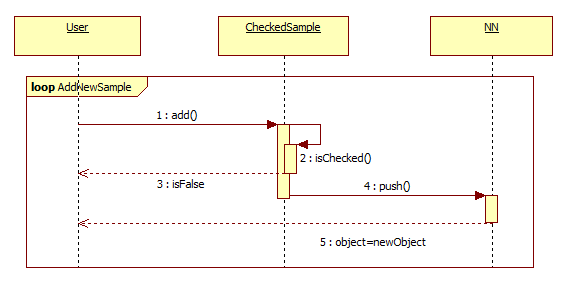 User
CheckedSample
NN
loop AddNewSample
1 : add()
2 : isChecked()
3 : isFalse
4 : push()
5 : object=newObject